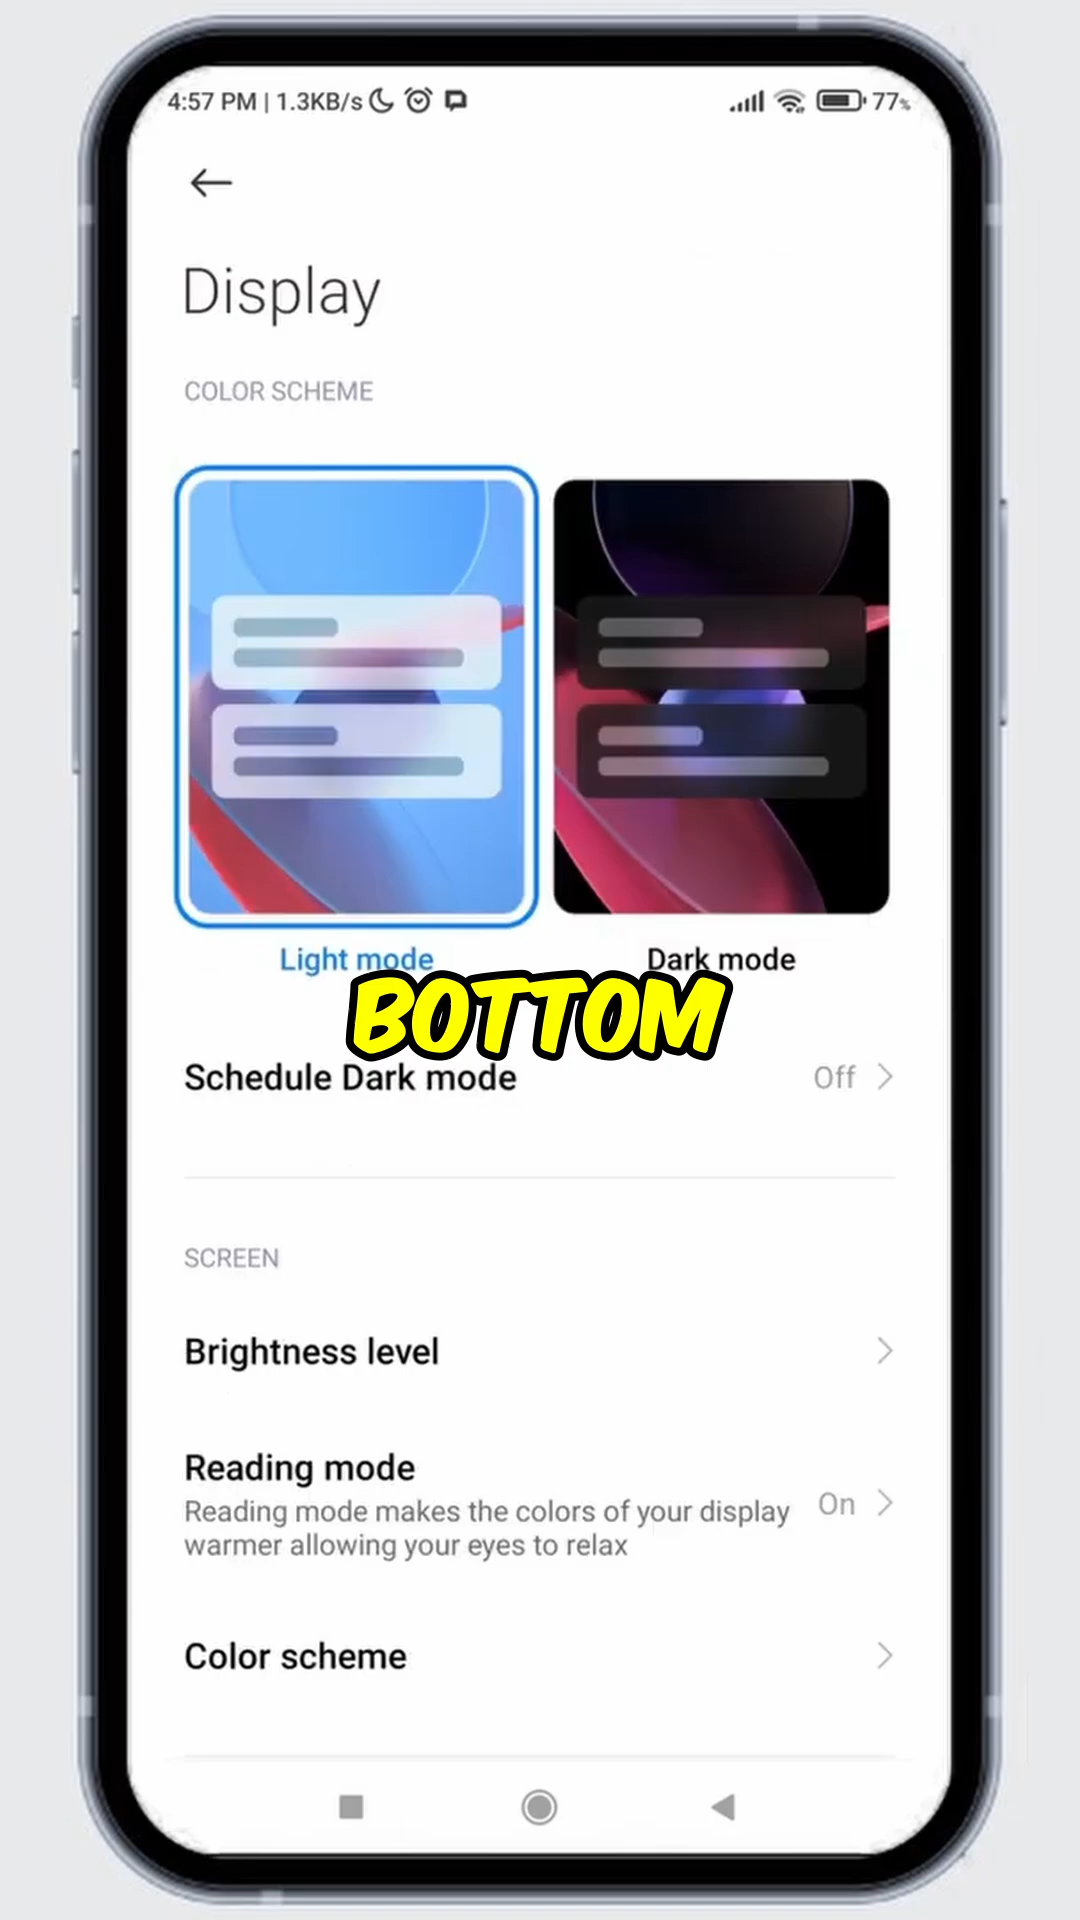 4:57 PM | 1.3KB/s 77%
Display
COLOR SCHEME
Light mode Dark mode
BOTTOM
Schedule Dark mode Off
SCREEN
Brightness level
Reading mode
Reading mode makes the colors of your display On
warmer allowing your eyes to relax
Color scheme